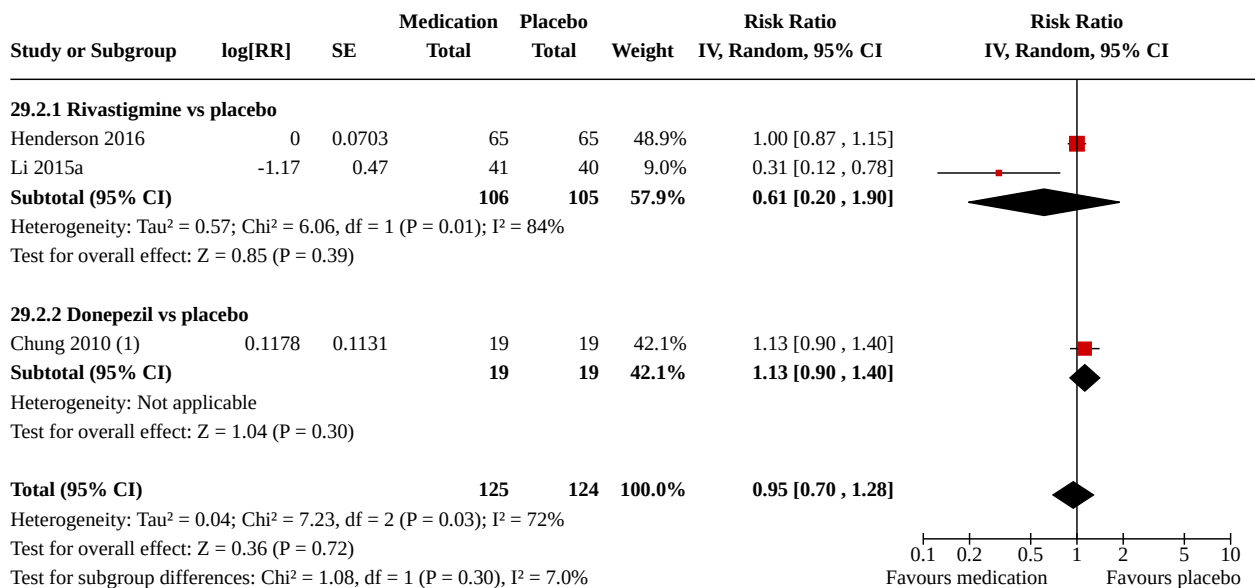 Medication Placebo Risk Ratio Risk Ratio
Study or Subgroup log[RR] SE Total Total Weight IV, Random, 95% CI IV, Random, 95% CI
29.2.1 Rivastigmine vs placebo
Henderson 2016 0 0.0703 65 65 48.9% 1.00 [0.87 , 1.15]
Li 2015a -1.17 0.47 41 40 9.0% 0.31 [0.12 , 0.78]
Subtotal (95% CI) 106 105 57.9% 0.61 [0.20 , 1.90]
Heterogeneity: Tau² = 0.57; Chi² = 6.06, df = 1 (P = 0.01); I² = 84%
Test for overall effect: Z = 0.85 (P = 0.39)
29.2.2 Donepezil vs placebo
Chung 2010 (1) 0.1178 0.1131 19 19 42.1% 1.13 [0.90 , 1.40]
Subtotal (95% CI) 19 19 42.1% 1.13 [0.90 , 1.40]
Heterogeneity: Not applicable
Test for overall effect: Z = 1.04 (P = 0.30)
Total (95% CI) 125 124 100.0% 0.95 [0.70 , 1.28]
Heterogeneity: Tau² = 0.04; Chi² = 7.23, df = 2 (P = 0.03); I² = 72%
Test for overall effect: Z = 0.36 (P = 0.72)
0.1 0.2 0.5 1 2 5 10
Test for subgroup differences: Chi² = 1.08, df = 1 (P = 0.30), I² = 7.0% Favours medication Favours placebo